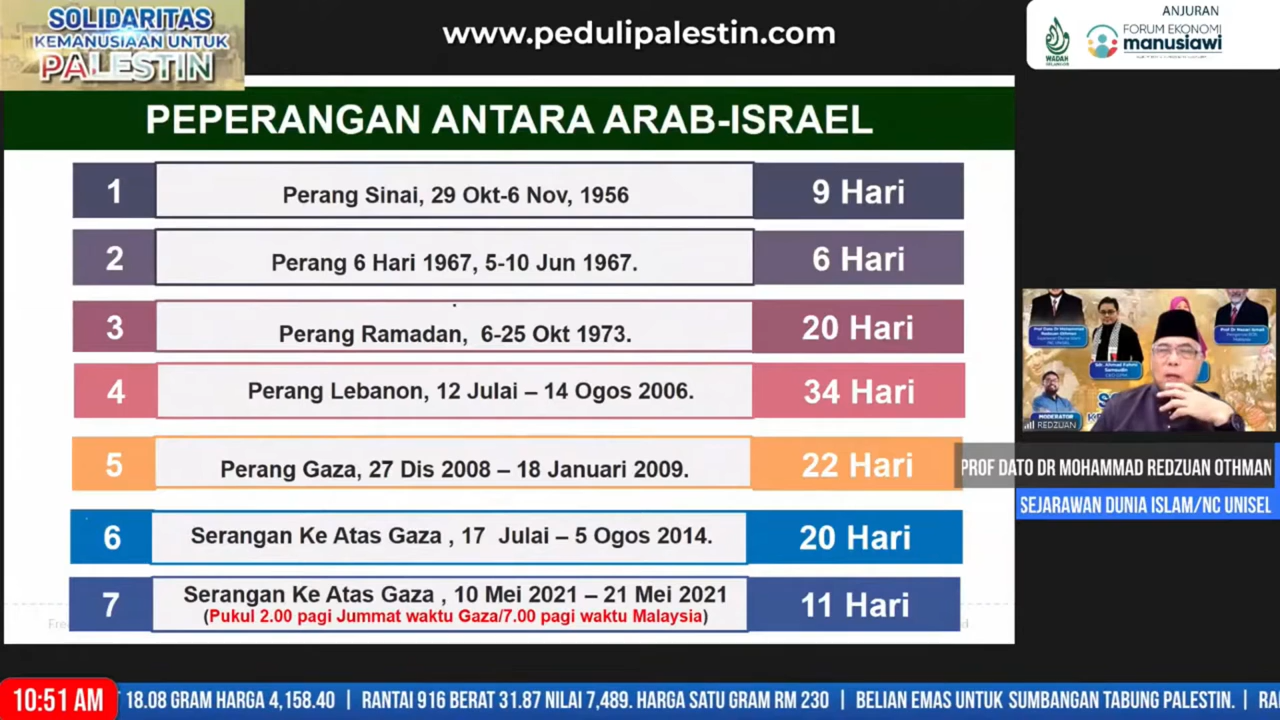 SOLIDARITAS
KEMANUSIAAN UNTUK
PALESTIN
www.pedulipalestin.com
ANJURAN
WADAH
FORUM EKONOMI
manusiawi
PEPERANGAN ANTARA ARAB-ISRAEL
1 Perang Sinai, 29 Okt-6 Nov, 1956 9 Hari
2 Perang 6 Hari 1967, 5-10 Jun 1967. 6 Hari
3 Perang Ramadan, 6-25 Okt 1973. 20 Hari
4 Perang Lebanon, 12 Julai – 14 Ogos 2006. 34 Hari
5 Perang Gaza, 27 Dis 2008 – 18 Januari 2009. 22 Hari
6 Serangan Ke Atas Gaza , 17 Julai – 5 Ogos 2014. 20 Hari
7 Serangan Ke Atas Gaza , 10 Mei 2021 – 21 Mei 2021 11 Hari
(Pukul 2.00 pagi Jummat waktu Gaza/7.00 pagi waktu Malaysia)
MODERATOR
REDZUAN
PROF DATO DR MOHAMMAD REDZUAN OTHMAN
SEJARAWAN DUNIA ISLAM/NC UNISEL
10:51 AM
18.08 GRAM HARGA 4,158.40 | RANTAI 916 BERAT 31.87 NILAI 7,489. HARGA SATU GRAM RM 230 | BELIAN EMAS UNTUK SUMBANGAN TABUNG PALESTIN. |